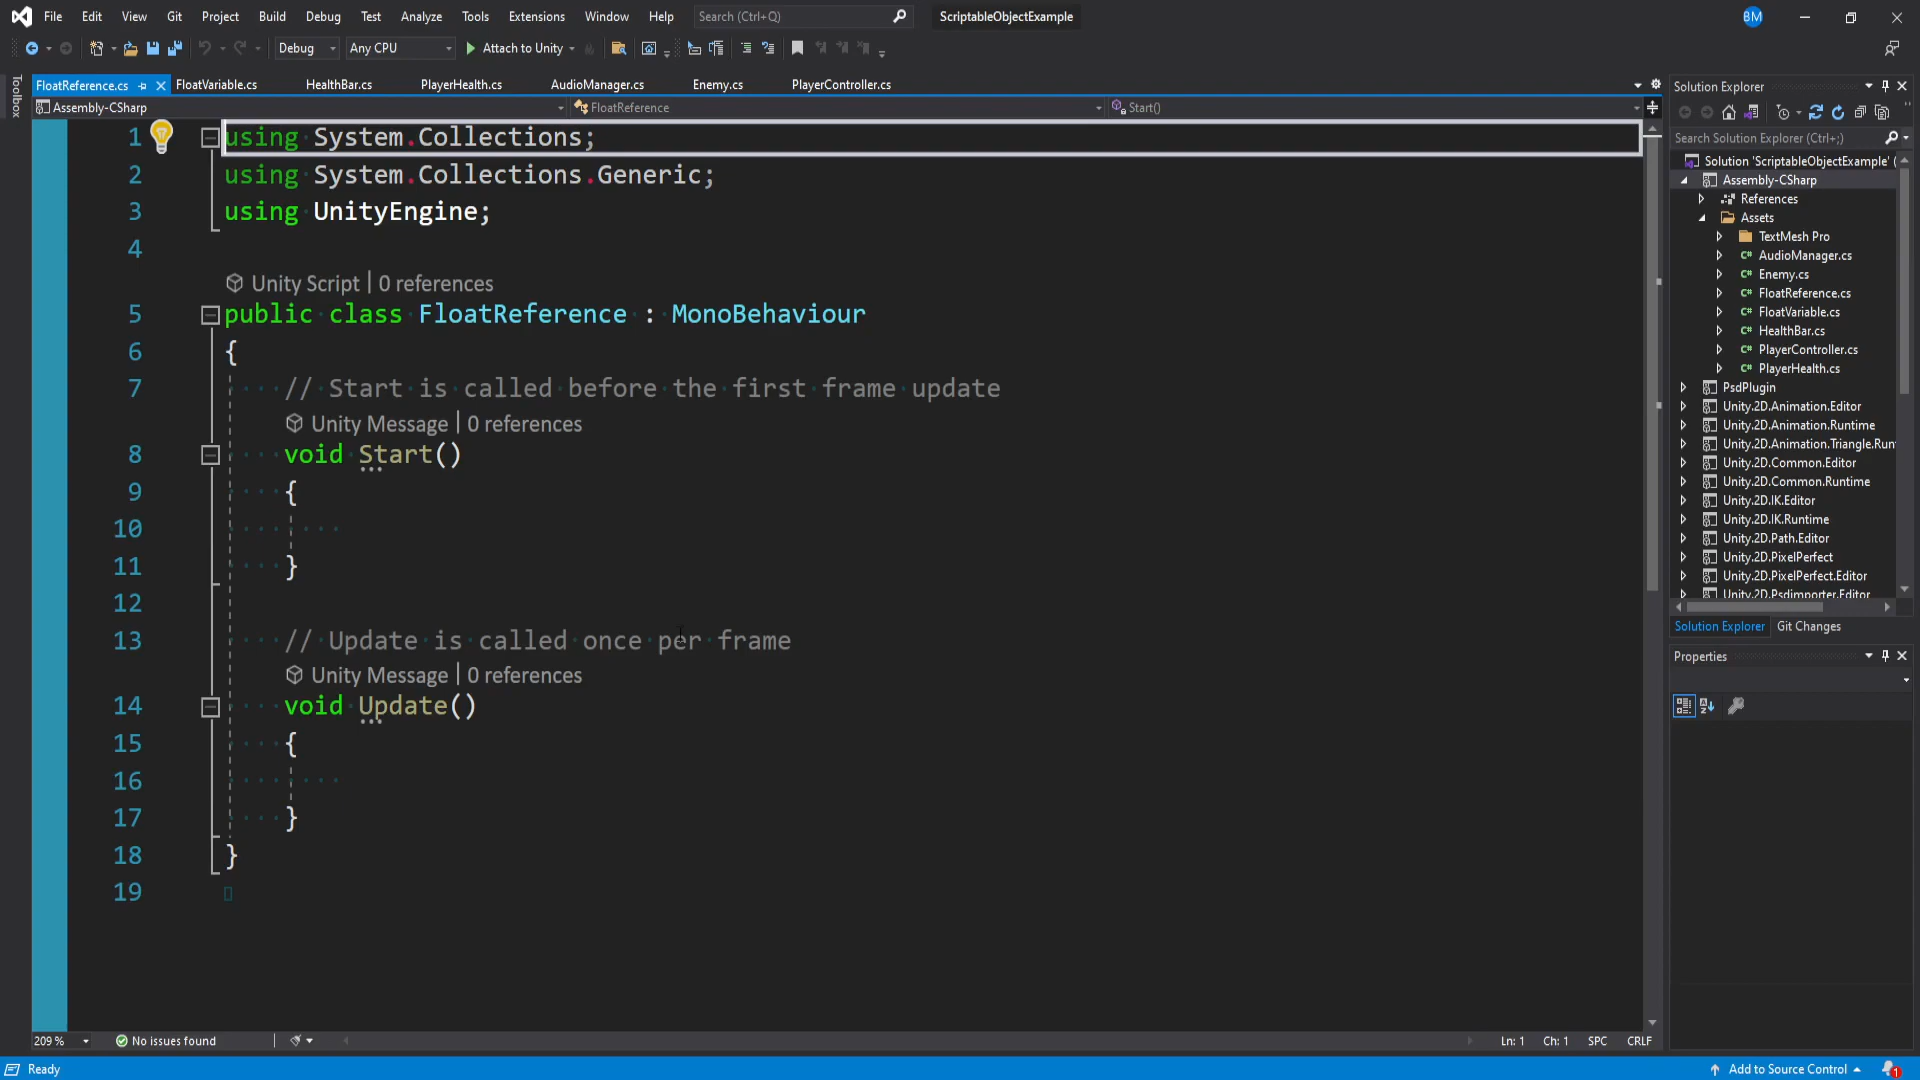 File Edit View Git Project Build Debug Test Analyze Tools Extensions Window Help Search (Ctrl+Q) ScriptableObjectExample BM
Debug Any CPU Attach to Unity
Toolbox
FloatReference.cs FloatVariable.cs HealthBar.cs PlayerHealth.cs AudioManager.cs Enemy.cs PlayerController.cs
Assembly-CSharp FloatReference Start()
1 using System.Collections;
2 using System.Collections.Generic;
3 using UnityEngine;
4
Unity Script | 0 references
5 public class FloatReference : MonoBehaviour
6 {
7 // Start is called before the first frame update
Unity Message | 0 references
8 void Start()
9 {
10
11 }
12
13 // Update is called once per frame
Unity Message | 0 references
14 void Update()
15 {
16
17 }
18 }
19
209 % No issues found Ln: 1 Ch: 1 SPC CRLF
Solution Explorer
Search Solution Explorer (Ctrl+;)
Solution 'ScriptableObjectExample' (
Assembly-CSharp
References
Assets
TextMesh Pro
C# AudioManager.cs
C# Enemy.cs
C# FloatReference.cs
C# FloatVariable.cs
C# HealthBar.cs
C# PlayerController.cs
C# PlayerHealth.cs
PsdPlugin
Unity.2D.Animation.Editor
Unity.2D.Animation.Runtime
Unity.2D.Animation.Triangle.Run
Unity.2D.Common.Editor
Unity.2D.Common.Runtime
Unity.2D.IK.Editor
Unity.2D.IK.Runtime
Unity.2D.Path.Editor
Unity.2D.PixelPerfect
Unity.2D.PixelPerfect.Editor
Unity.2D.Psdimporter.Editor
Solution Explorer Git Changes
Properties
Ready Add to Source Control 1